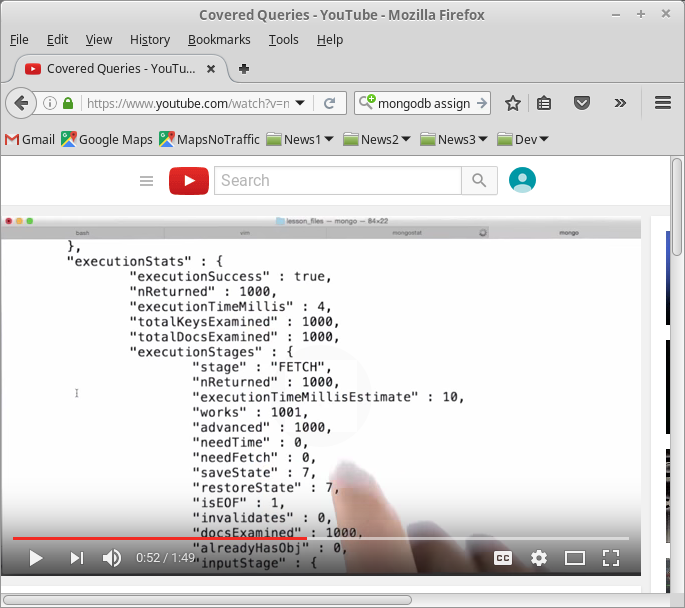 Covered Queries - YouTube - Mozilla Firefox
File Edit View History Bookmarks Tools Help
Covered Queries - YouTu...
https://www.youtube.com/watch?v=n
mongodb assign
Gmail Google Maps MapsNoTraffic News1 News2 News3 Dev
Search
lesson_files — mongo — 84×22
bash vim mongostat mongo
},
"executionStats" : {
"executionSuccess" : true,
"nReturned" : 1000,
"executionTimeMillis" : 4,
"totalKeysExamined" : 1000,
"totalDocsExamined" : 1000,
"executionStages" : {
"stage" : "FETCH",
"nReturned" : 1000,
"executionTimeMillisEstimate" : 10,
"works" : 1001,
"advanced" : 1000,
"needTime" : 0,
"needFetch" : 0,
"saveState" : 7,
"restoreState" : 7,
"isEOF" : 1,
"invalidates" : 0,
"docsExamined" : 1000,
"alreadyHasObj" : 0,
"inputStage" : {
0:52 / 1:49
CC